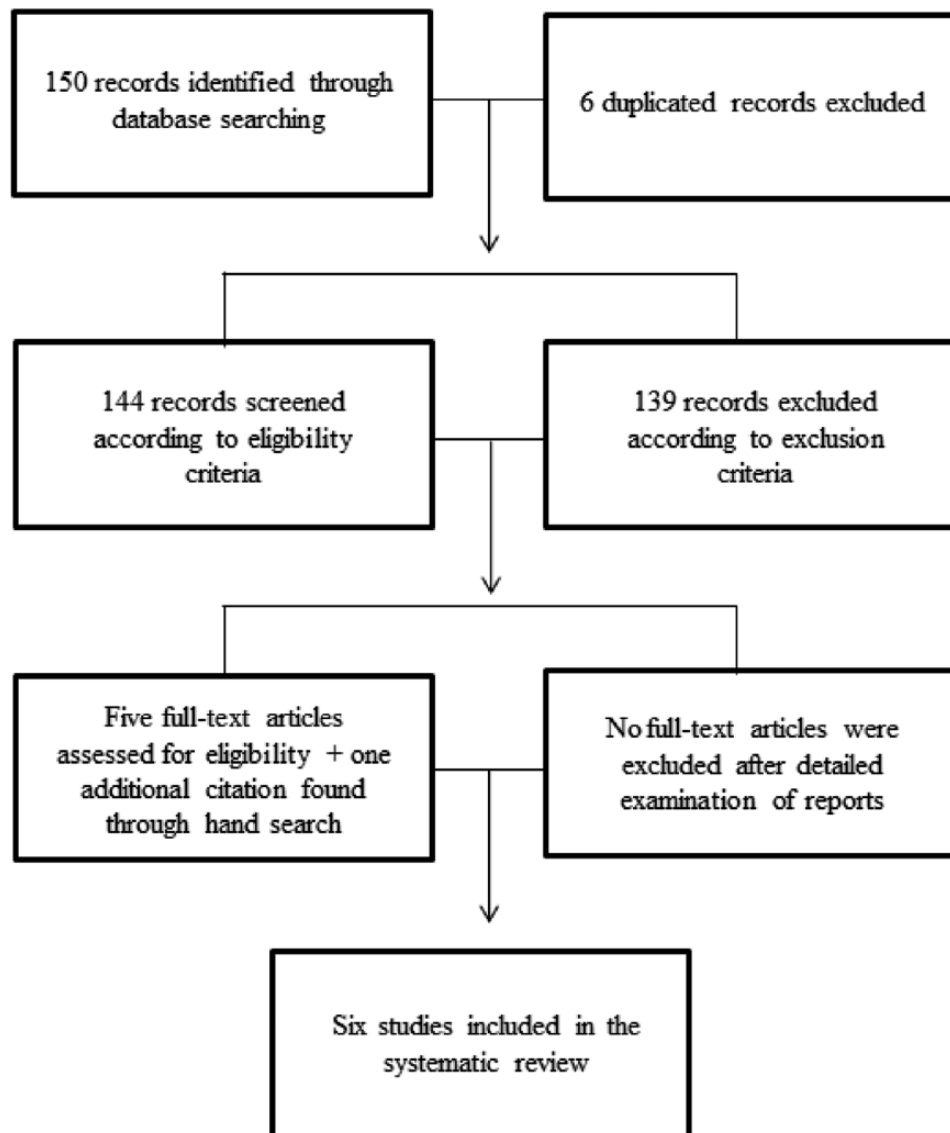 150 records identified through
database searching
6 duplicated records excluded
144 records screened
according to eligibility
criteria
139 records excluded
according to exclusion
criteria
Five full-text articles
assessed for eligibility + one
additional citation found
through hand search
No full-text articles were
excluded after detailed
examination of reports
Six studies included in the
systematic review